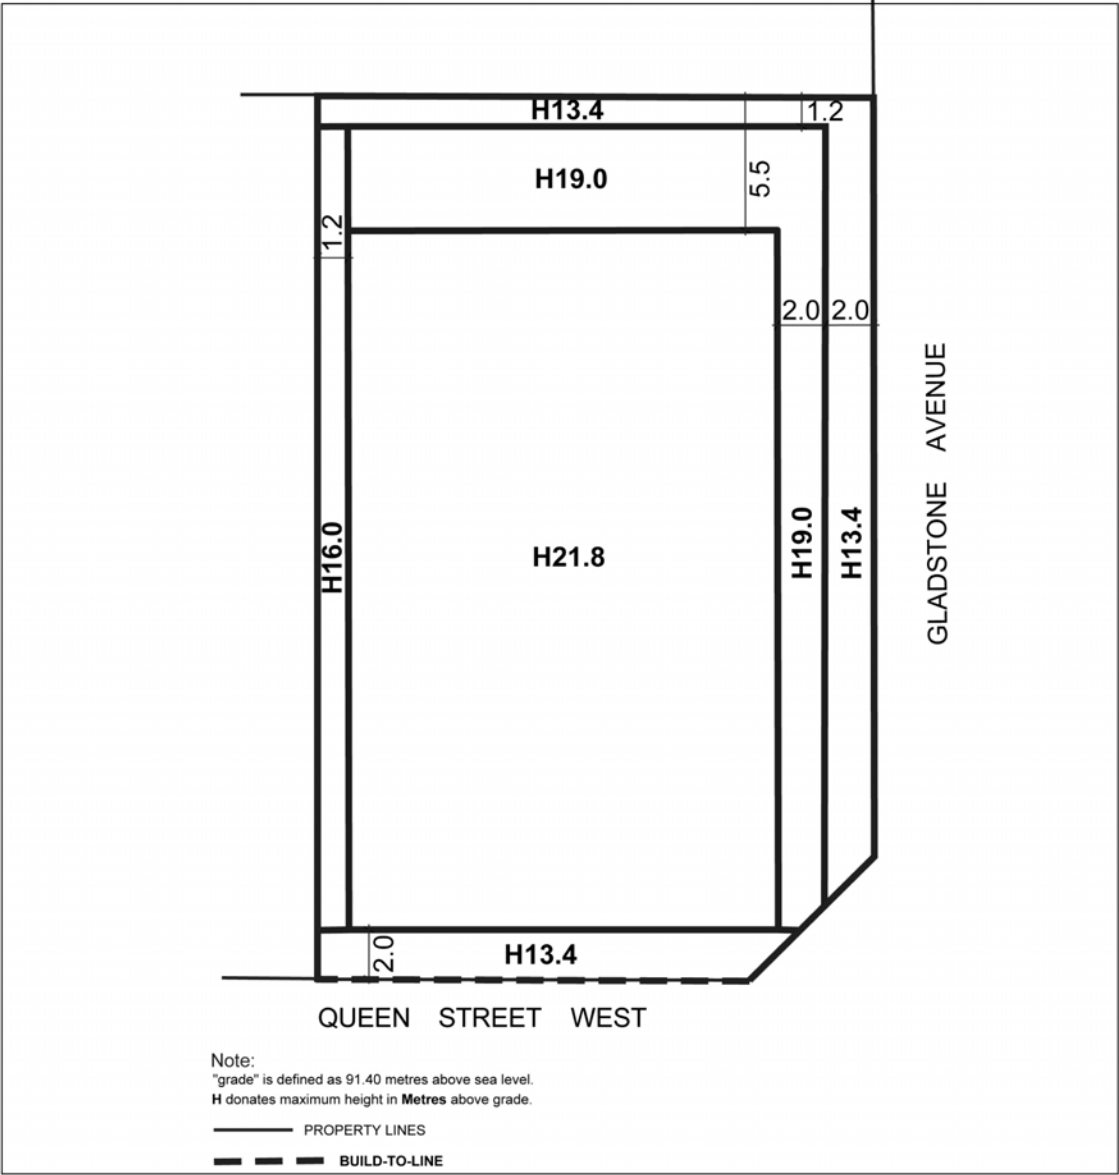 H13.4
1.2
H19.0
5.5
1.2
2.0
2.0
H16.0
H21.8
H19.0
H13.4
GLADSTONE AVENUE
2.0
H13.4
QUEEN STREET WEST
Note:
"grade" is defined as 91.40 metres above sea level.
H donates maximum height in Metres above grade.
PROPERTY LINES
BUILD-TO-LINE